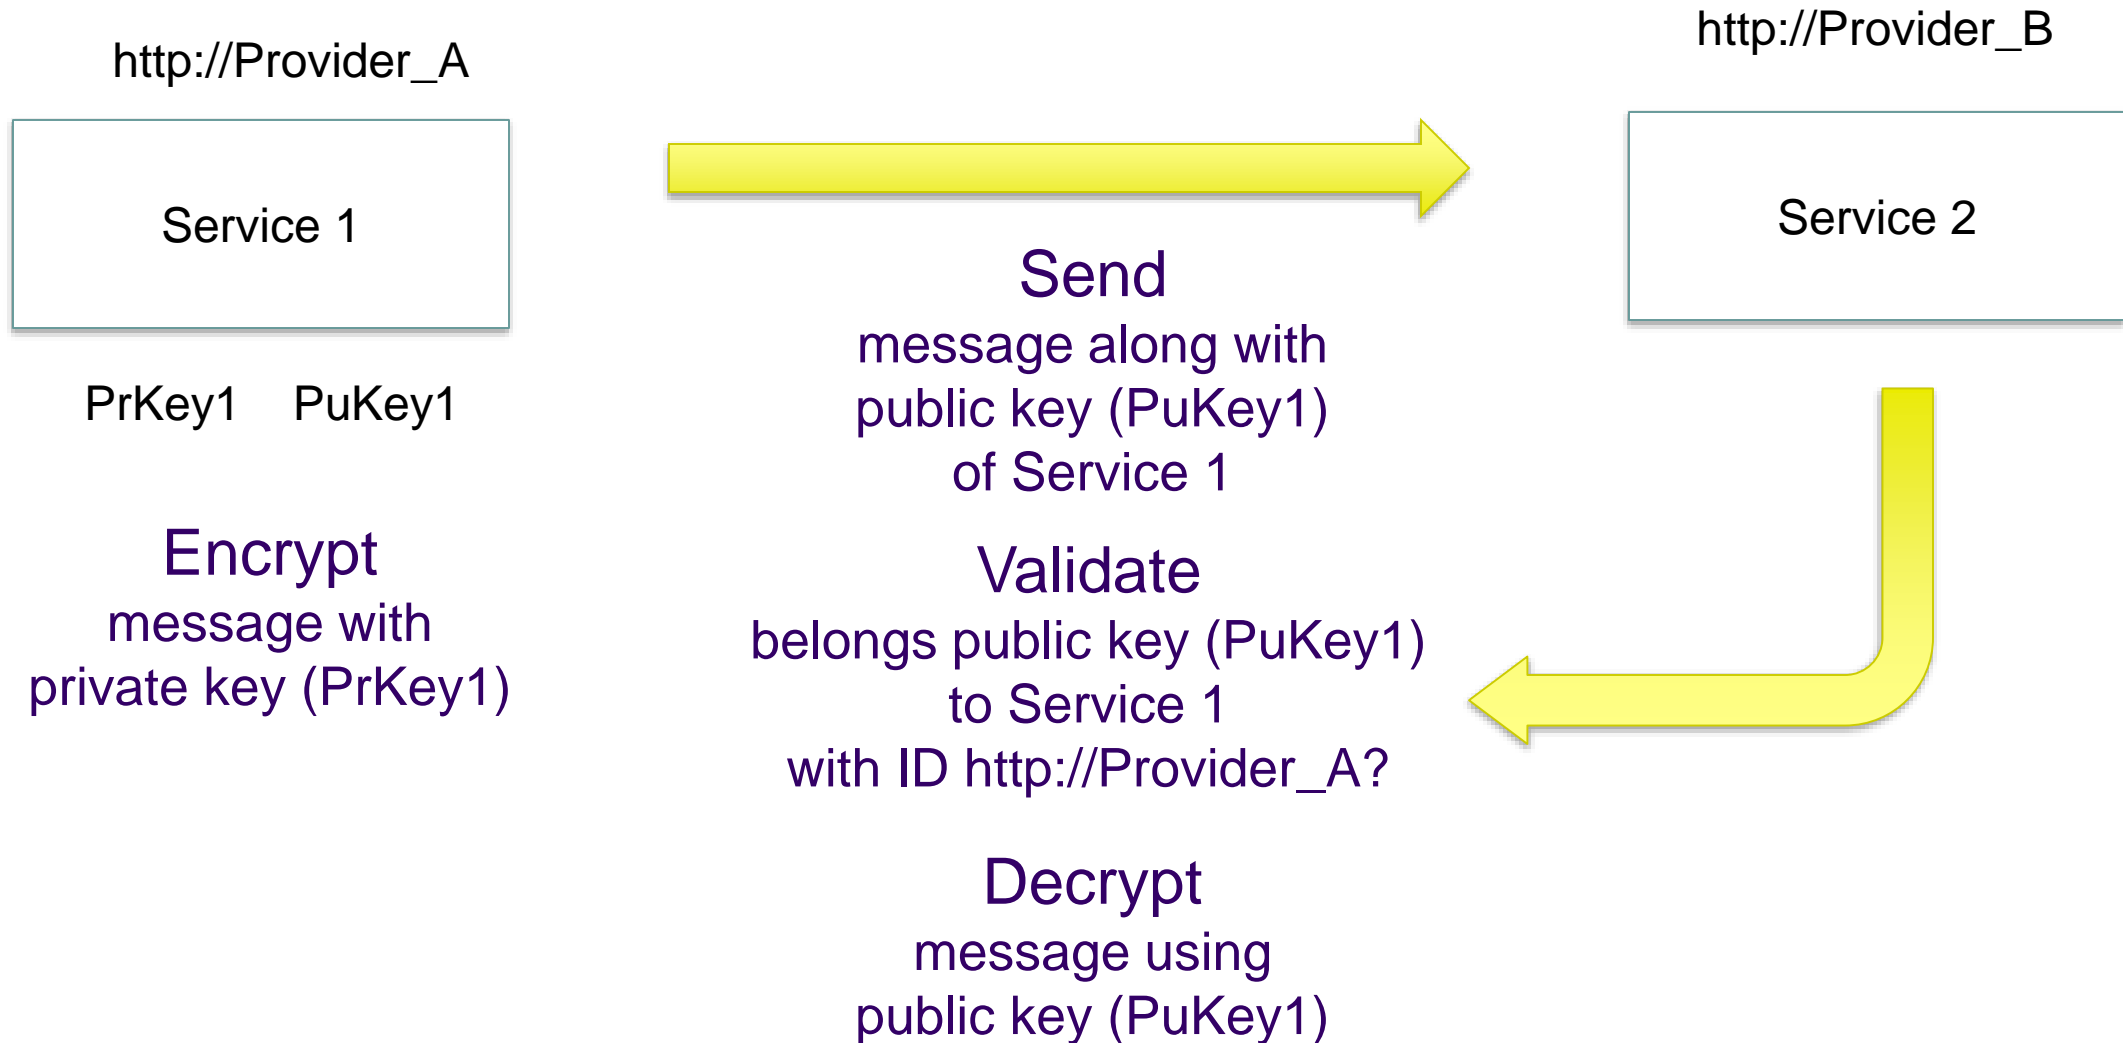 http://Provider_A
Service 1
PrKey1 PuKey1
Encrypt
message with
private key (PrKey1)
Send
message along with
public key (PuKey1)
of Service 1
Validate
belongs public key (PuKey1)
to Service 1
with ID http://Provider_A?
Decrypt
message using
public key (PuKey1)
http://Provider_B
Service 2